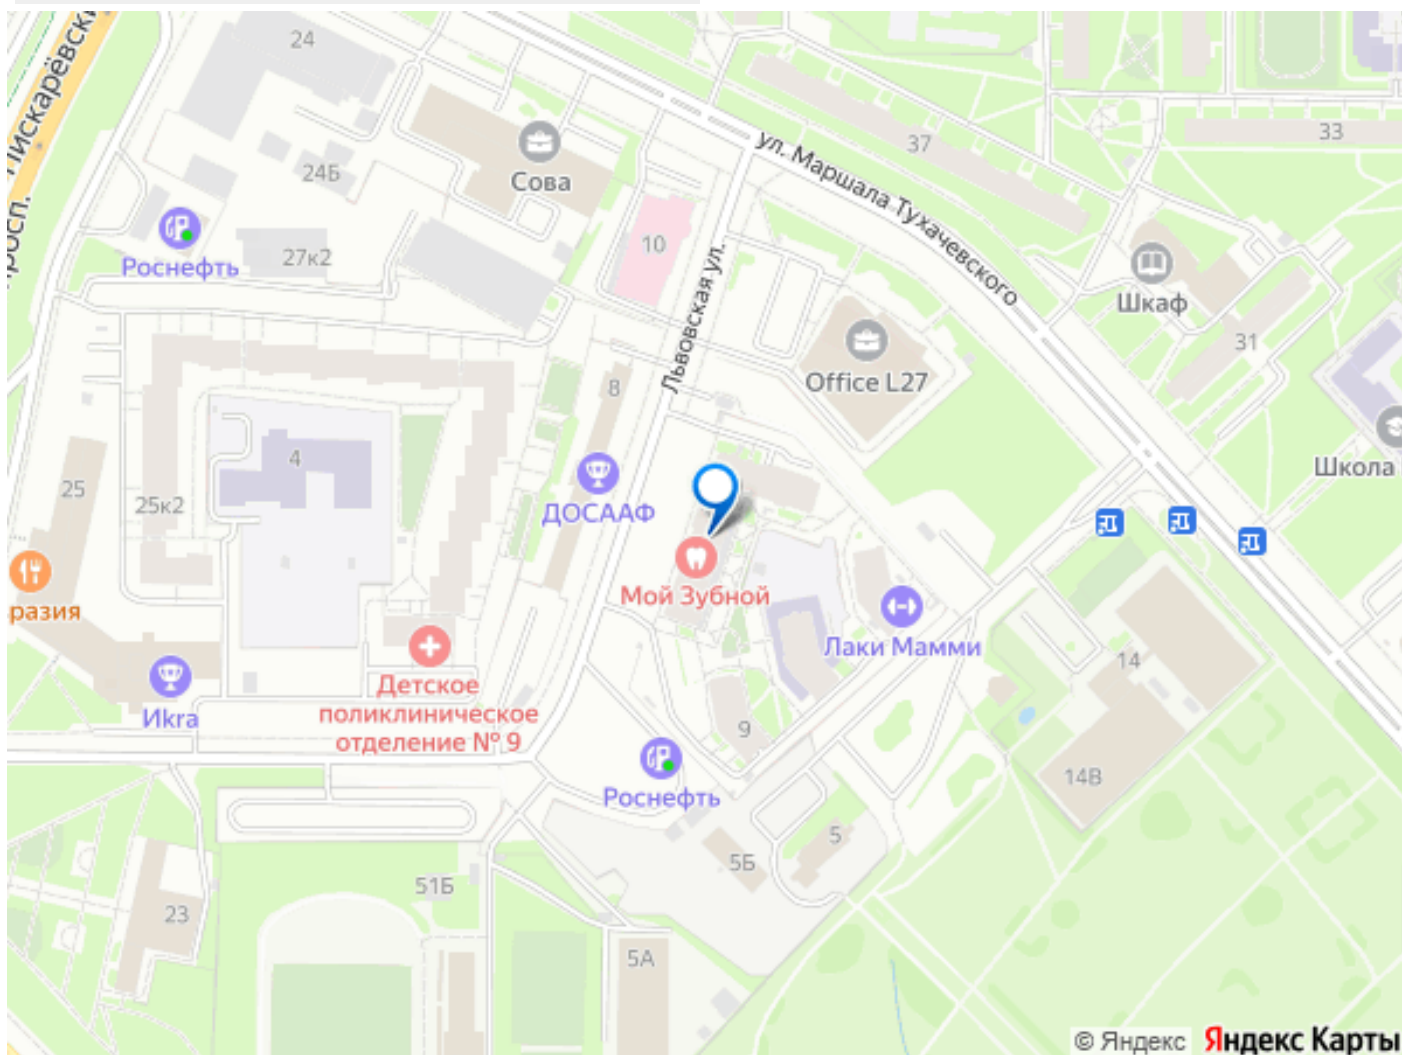 24
просп. Пискарёвский
24Б
Сова
37
33
ул. Маршала Тухачевского
10
27к2
Роснефть
Львовская ул.
Шкаф
31
Office L27
8
4
25
25к2
ДОСААФ
Школа
Мой Зубной
разия
Лаки Мамми
14
Детское
поликлиническое
отделение № 9
Иkra
9
14В
Роснефть
5
5Б
51Б
23
5А
© Яндекс Яндекс Карты